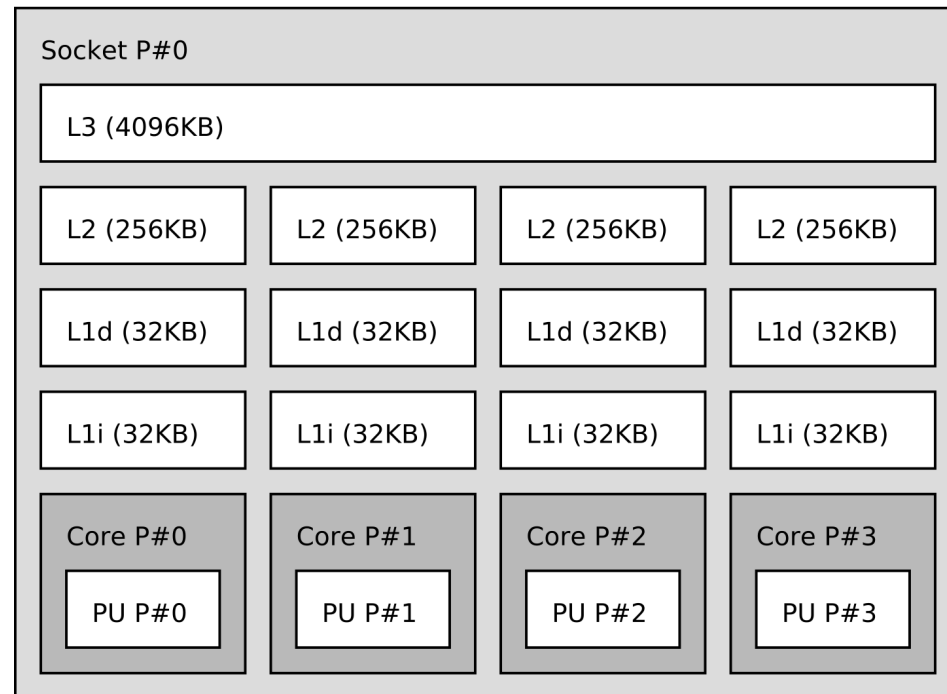 Socket P#0
L3 (4096KB)
L2 (256KB) L2 (256KB) L2 (256KB) L2 (256KB)
L1d (32KB) L1d (32KB) L1d (32KB) L1d (32KB)
L1i (32KB) L1i (32KB) L1i (32KB) L1i (32KB)
Core P#0 Core P#1 Core P#2 Core P#3
PU P#0 PU P#1 PU P#2 PU P#3